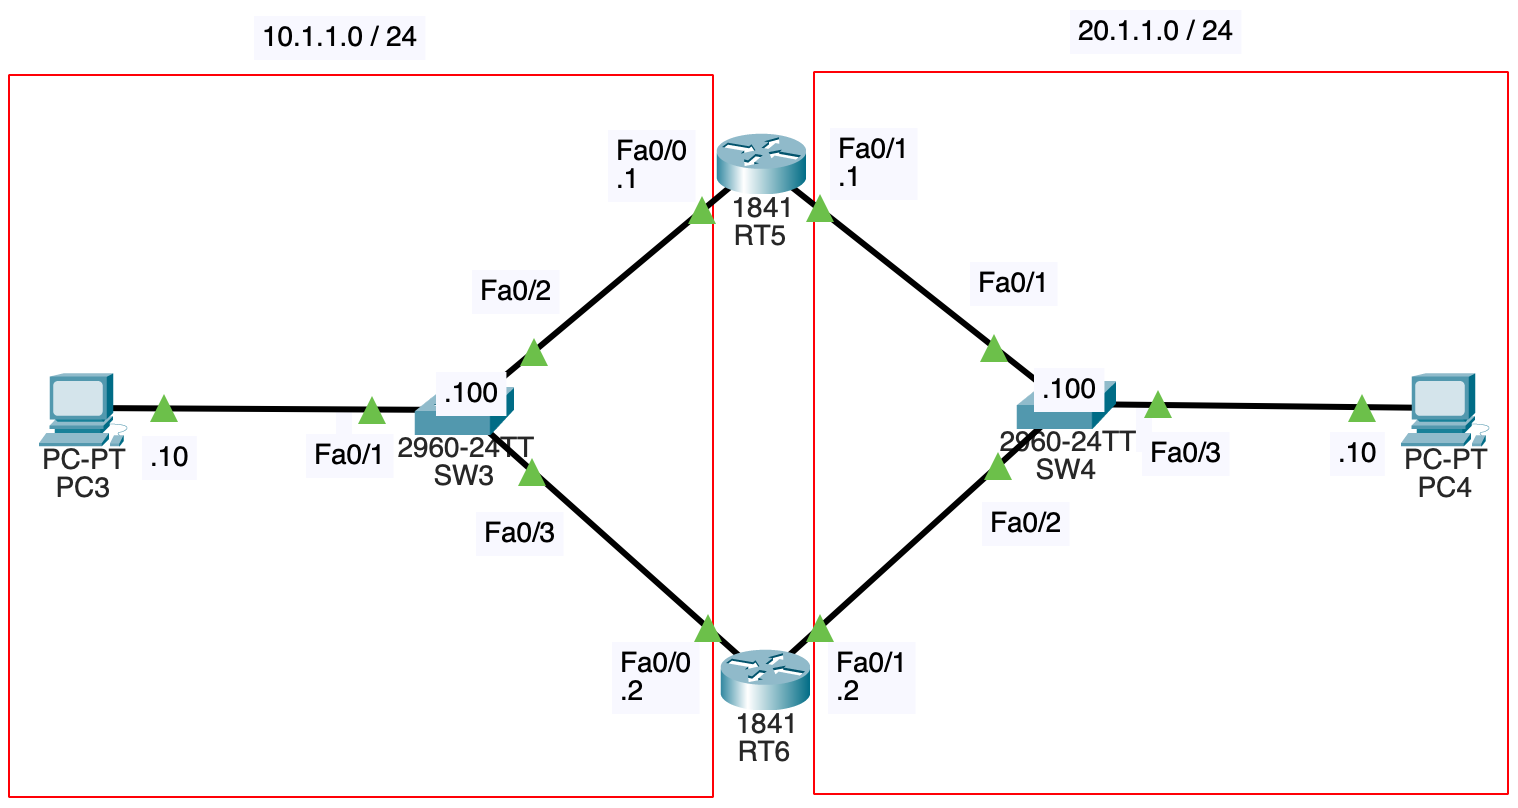 10.1.1.0 / 24
20.1.1.0 / 24
Fa0/0
.1
Fa0/1
.1
1841
RT5
Fa0/2
Fa0/1
.100
.100
PC-PT
PC3
.10
Fa0/1
2960-24TT
SW3
2960-24TT
SW4
Fa0/3
.10
PC-PT
PC4
Fa0/3
Fa0/2
Fa0/0
.2
Fa0/1
.2
1841
RT6